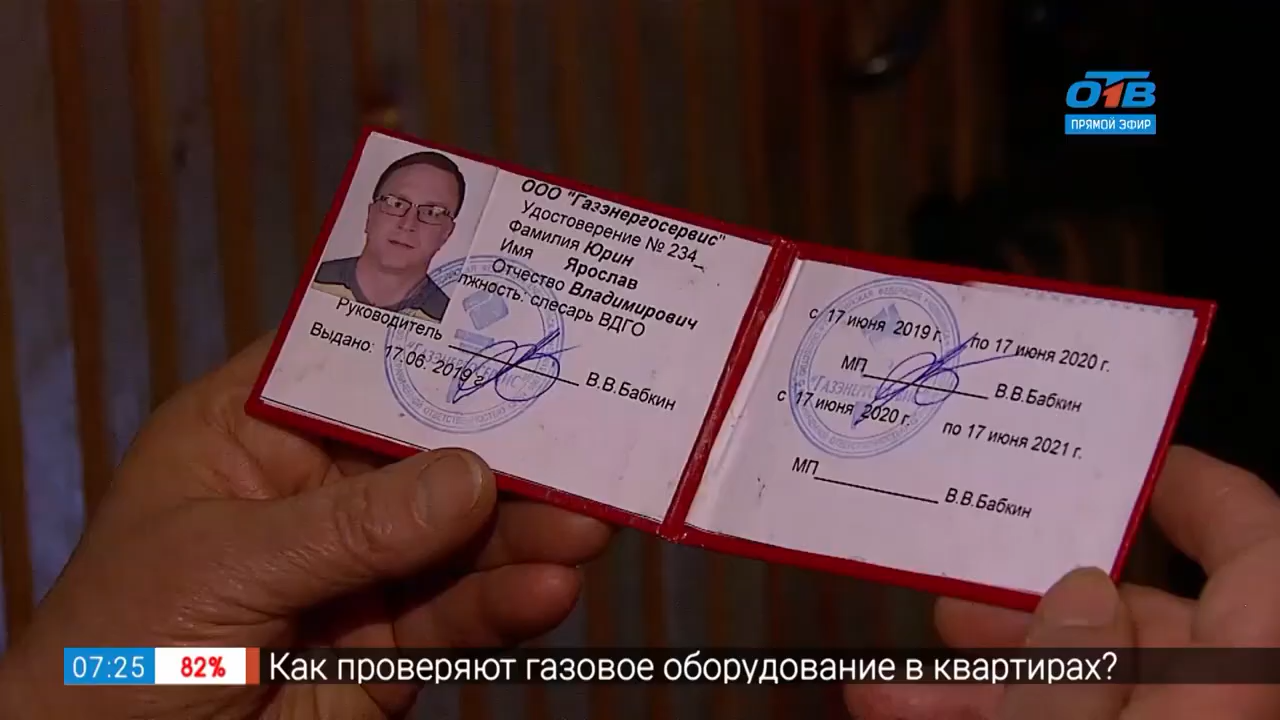 ОТВ
ПРЯМОЙ ЭФИР
ООО "Газэнергосервис"
Удостоверение № 234_
Фамилия Юрин
Имя Ярослав
Отчество Владимирович
лжность: слесарь ВДГО
Руководитель
В.В.Бабкин
Выдано: 17.06. 2019 г.
с 17 июня 2019 г. по 17 июня 2020 г.
МП В.В.Бабкин
с 17 июня 2020 г. по 17 июня 2021 г.
МП В.В.Бабкин
07:25 82% Как проверяют газовое оборудование в квартирах?